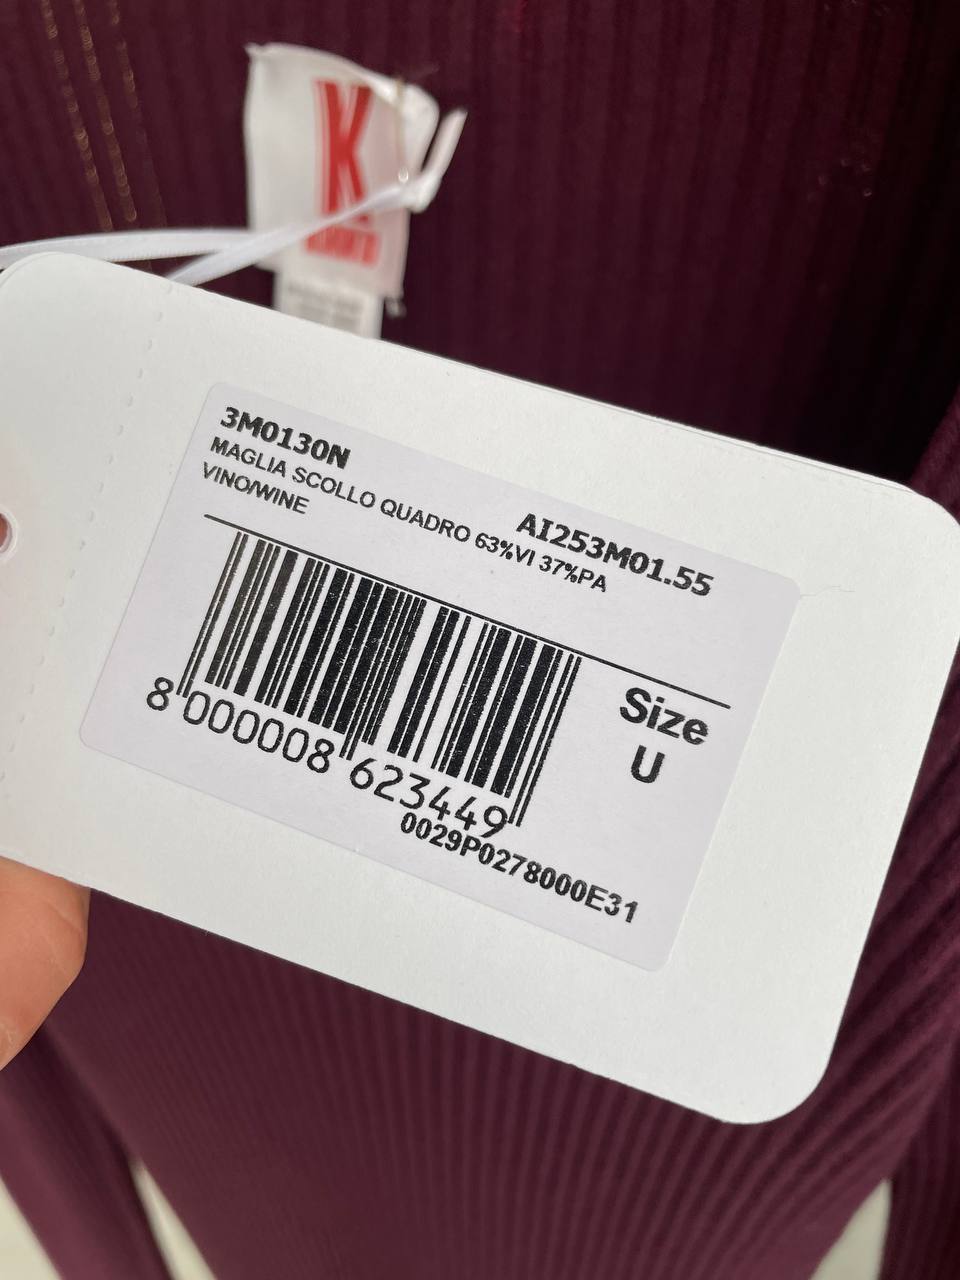 K
3M0130N
AI253M01.55
MAGLIA SCOLLO QUADRO 63%VI 37%PA
VINO/WINE
Size
U
8 000008 623449
0029P0278000E31